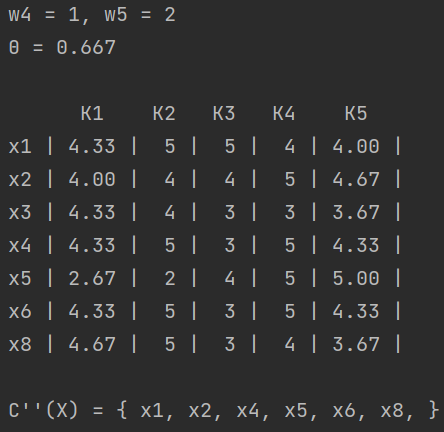 w4 = 1, w5 = 2
θ = 0.667
K1 K2 K3 K4 K5
x1 | 4.33 | 5 | 5 | 4 | 4.00 |
x2 | 4.00 | 4 | 4 | 5 | 4.67 |
x3 | 4.33 | 4 | 3 | 3 | 3.67 |
x4 | 4.33 | 5 | 3 | 5 | 4.33 |
x5 | 2.67 | 2 | 4 | 5 | 5.00 |
x6 | 4.33 | 5 | 3 | 5 | 4.33 |
x8 | 4.67 | 5 | 3 | 4 | 3.67 |
C''(X) = { x1, x2, x4, x5, x6, x8, }